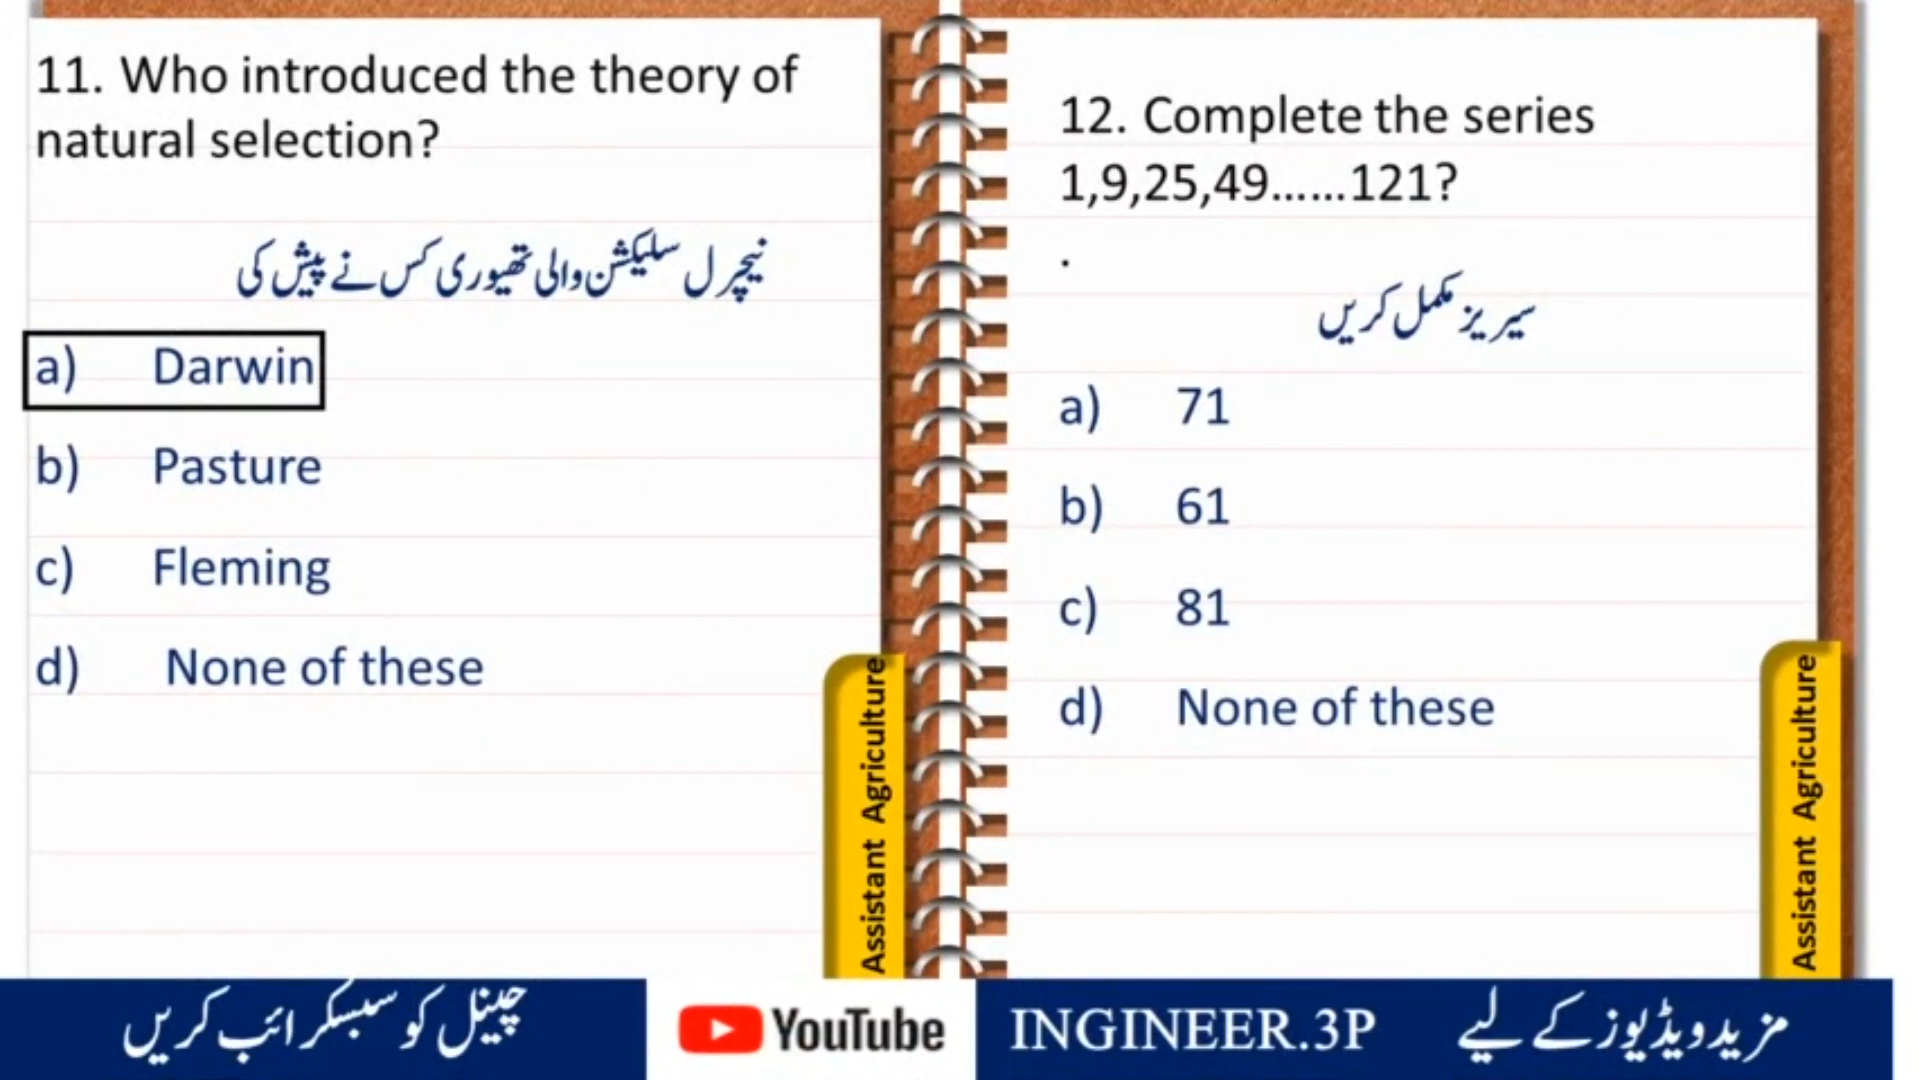 11. Who introduced the theory of
natural selection?
نیچرل سلیکشن والی تھیوری کس نے پیش کی
a) Darwin
b) Pasture
c) Fleming
d) None of these
Assistant Agriculture
12. Complete the series
1,9,25,49......121?
.
سیریز مکمل کریں
a) 71
b) 61
c) 81
d) None of these
Assistant Agriculture
چینل کو سبسکرائب کریں
YouTube
INGINEER.3P
مزید ویڈیوز کے لیے